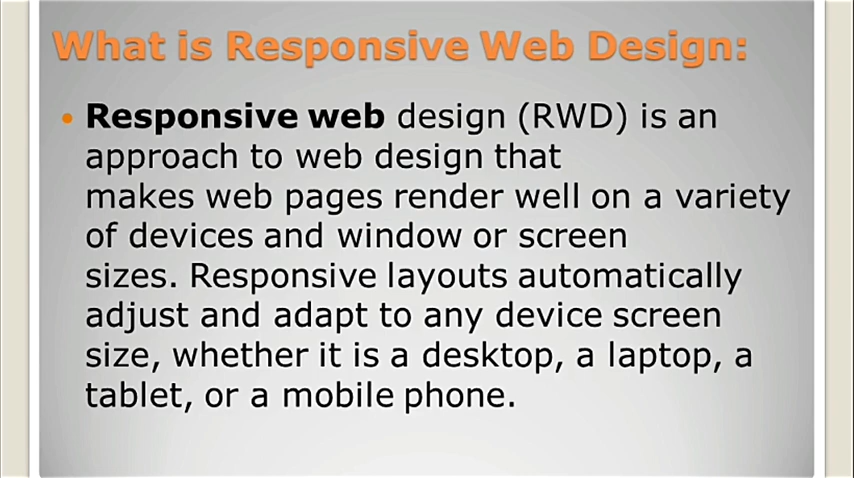 What is Responsive Web Design:
• Responsive web design (RWD) is an
approach to web design that
makes web pages render well on a variety
of devices and window or screen
sizes. Responsive layouts automatically
adjust and adapt to any device screen
size, whether it is a desktop, a laptop, a
tablet, or a mobile phone.